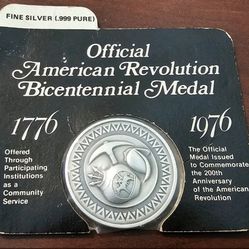 FINE SILVER (.999 PURE)
Official
American Revolution
Bicentennial Medal
1776
Offered
Through
Participating
Institutions
as a
Community
Service
1976
The Official
Medal Issued
to Commemorate
the 200th
Anniversary
of the American
Revolution